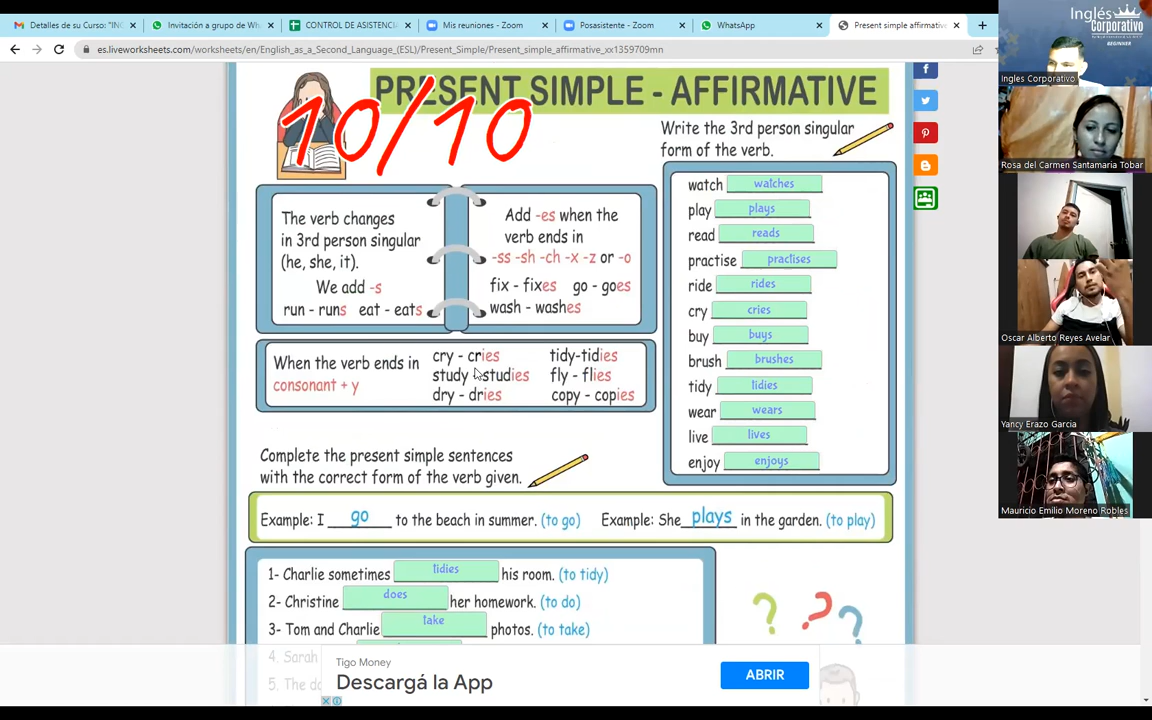 Detalles de su Curso: "INC
Invitación a grupo de Wha
CONTROL DE ASISTENCIA
Mis reuniones - Zoom
Posasistente - Zoom
WhatsApp
Present simple affirmative
es.liveworksheets.com/worksheets/en/English_as_a_Second_Language_(ESL)/Present_Simple/Present_simple_affirmative_xx1359709mn
PRESENT SIMPLE - AFFIRMATIVE
10/10
The verb changes
in 3rd person singular
(he, she, it).
We add -s
run - runs eat - eats
Add -es when the
verb ends in
-ss -sh -ch -x -z or -o
fix - fixes go - goes
wash - washes
When the verb ends in
consonant + y
cry - cries
study - studies
dry - dries
tidy-tidies
fly - flies
copy - copies
Write the 3rd person singular
form of the verb.
watch watches
play plays
read reads
practise practises
ride rides
cry cries
buy buys
brush brushes
tidy tidies
wear wears
live lives
enjoy enjoys
Complete the present simple sentences
with the correct form of the verb given.
Example: I go to the beach in summer. (to go)
Example: She plays in the garden. (to play)
1- Charlie sometimes tidies his room. (to tidy)
2- Christine does her homework. (to do)
3- Tom and Charlie take photos. (to take)
4. Sarah
5. The do
Tigo Money
Descargá la App
ABRIR
Inglés
Corporativo
BEGINNER
Ingles Corporativo
Rosa del Carmen Santamaria Tobar
Oscar Alberto Reyes Avelar
Yancy Erazo Garcia
Mauricio Emilio Moreno Robles